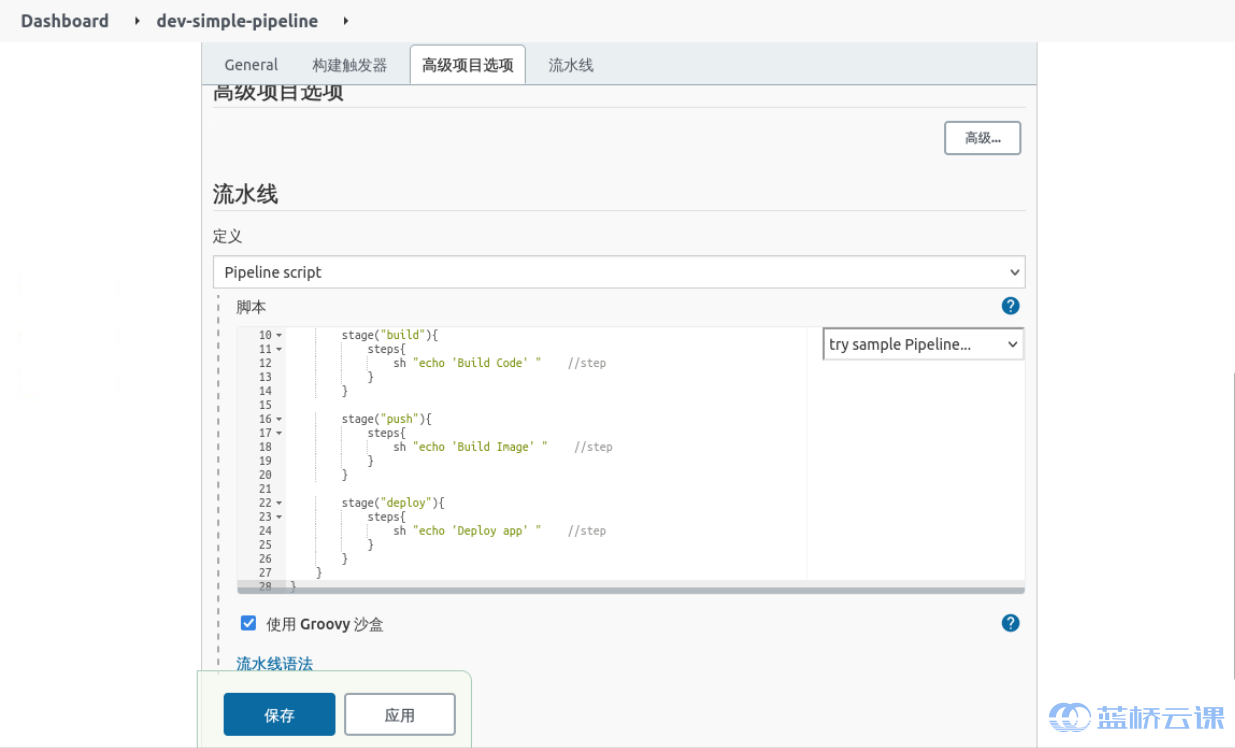 Dashboard dev-simple-pipeline
General 构建触发器 高级项目选项 流水线
高级项目选项
高级...
流水线
定义
Pipeline script
脚本
?
try sample Pipeline...
10 stage("build"){
11 steps{
12 sh "echo 'Build Code' " //step
13 }
14 }
15
16 stage("push"){
17 steps{
18 sh "echo 'Build Image' " //step
19 }
20 }
21
22 stage("deploy"){
23 steps{
24 sh "echo 'Deploy app' " //step
25 }
26 }
27 }
28 }
使用 Groovy 沙盒
?
流水线语法
保存 应用
蓝桥云课